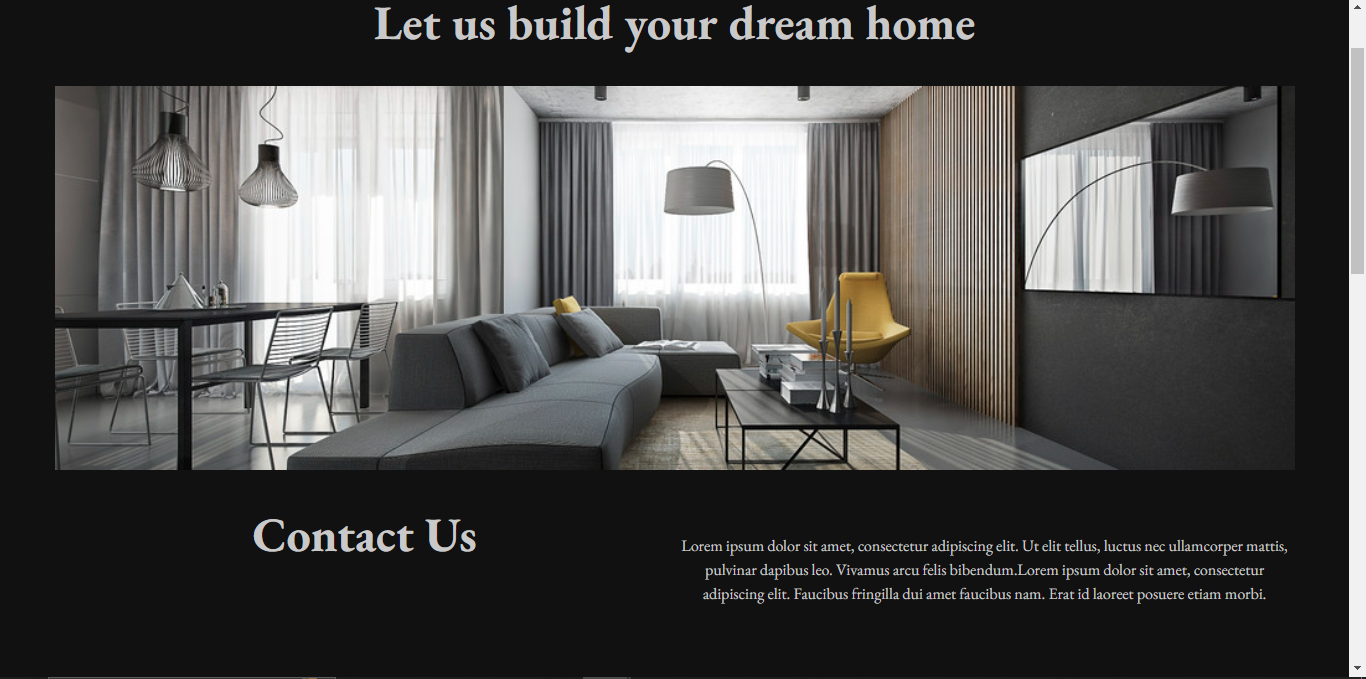 Let us build your dream home
Contact Us
Lorem ipsum dolor sit amet, consectetur adipiscing elit. Ut elit tellus, luctus nec ullamcorper mattis,
pulvinar dapibus leo. Vivamus arcu felis bibendum.Lorem ipsum dolor sit amet, consectetur
adipiscing elit. Faucibus fringilla dui amet faucibus nam. Erat id laoreet posuere etiam morbi.